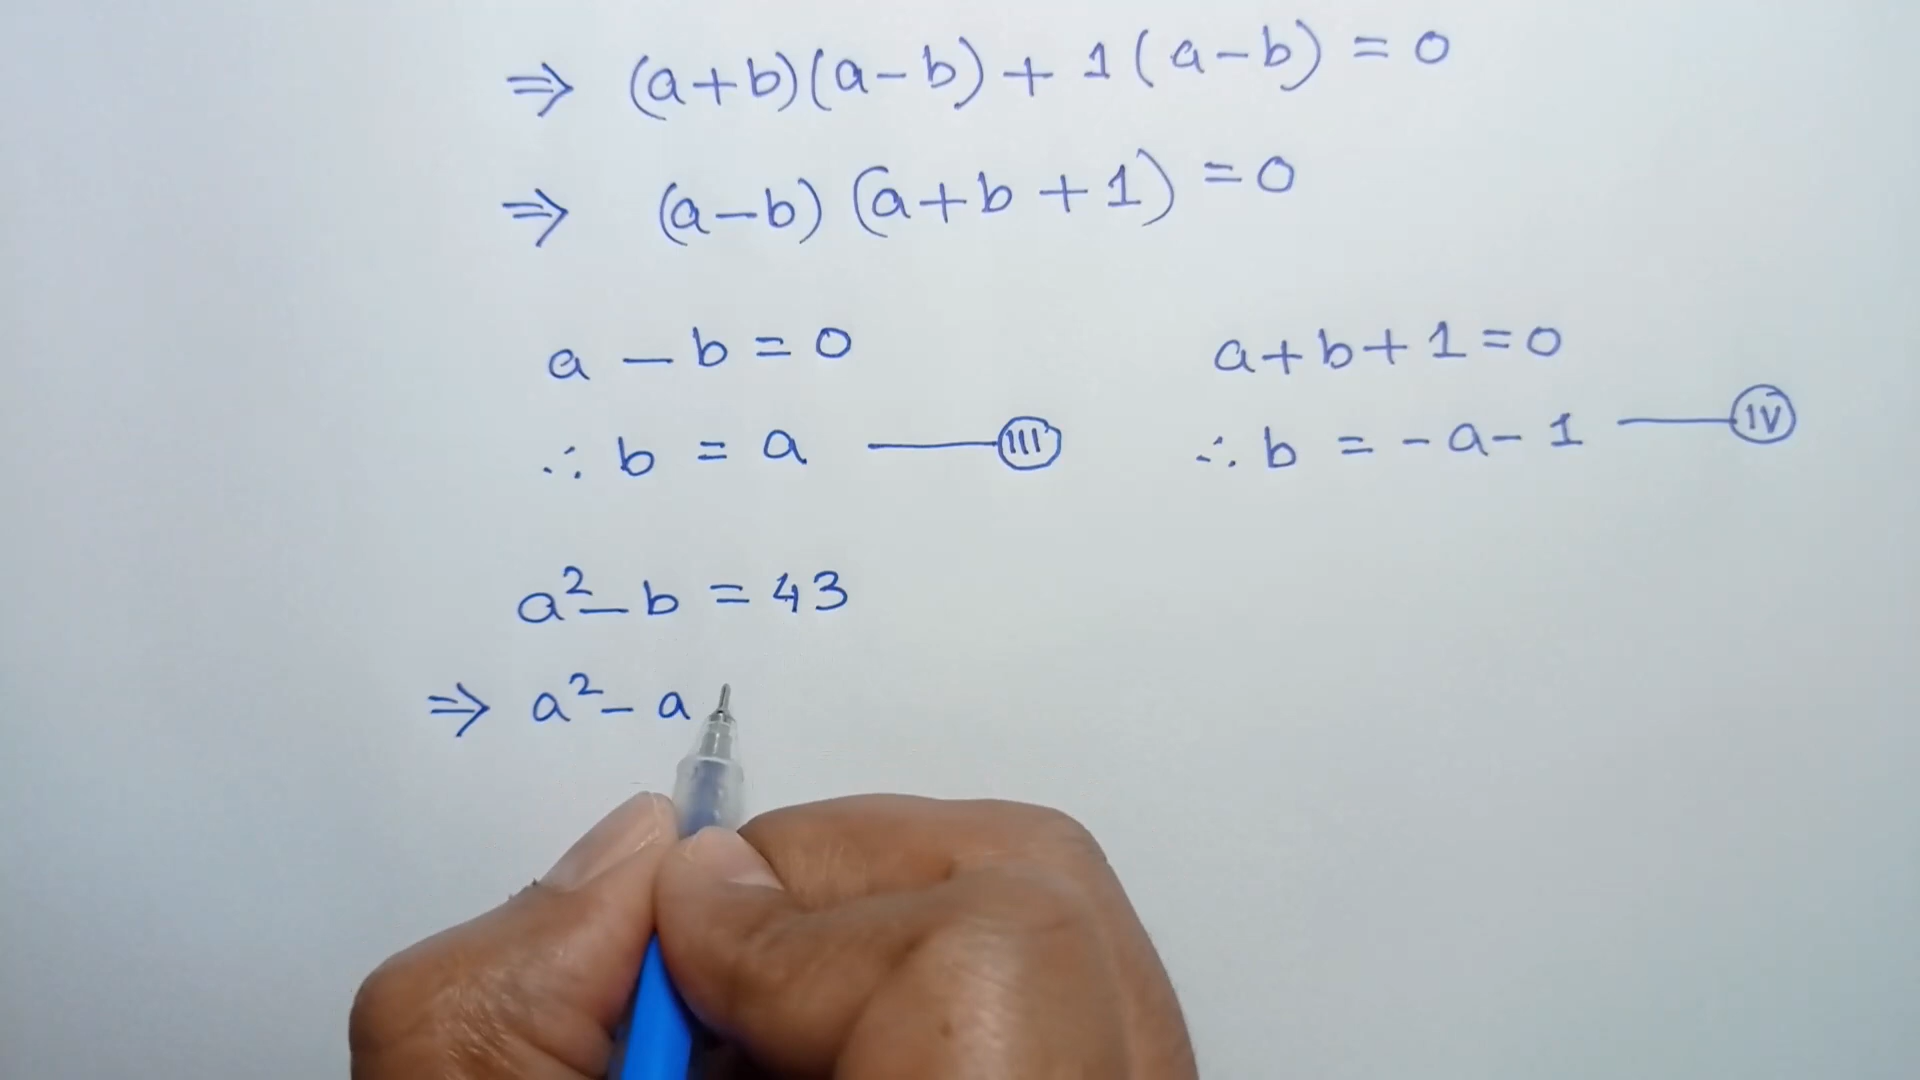 ⇒ (a+b)(a-b) + 1(a-b) = 0
⇒ (a-b) (a+b+1) = 0
a - b = 0 a+b+1=0
∴ b = a —— III ∴ b = -a-1 —— IV
a² - b = 43
⇒ a² - a